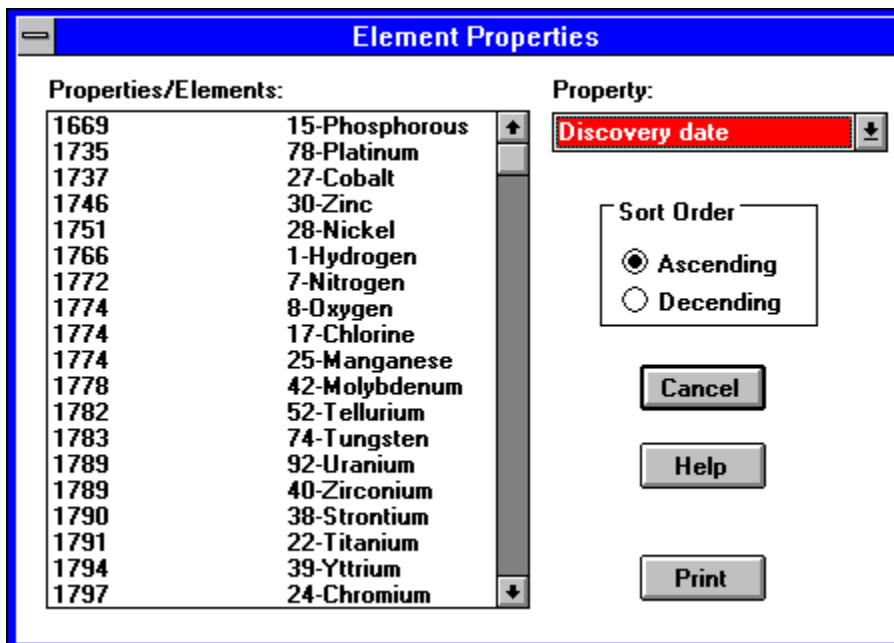 Element Properties
Properties/Elements:
1669 15-Phosphorous
1735 78-Platinum
1737 27-Cobalt
1746 30-Zinc
1751 28-Nickel
1766 1-Hydrogen
1772 7-Nitrogen
1774 8-Oxygen
1774 17-Chlorine
1774 25-Manganese
1778 42-Molybdenum
1782 52-Tellurium
1783 74-Tungsten
1789 92-Uranium
1789 40-Zirconium
1790 38-Strontium
1791 22-Titanium
1794 39-Yttrium
1797 24-Chromium
Property:
Discovery date
Sort Order
Ascending
Decending
Cancel
Help
Print